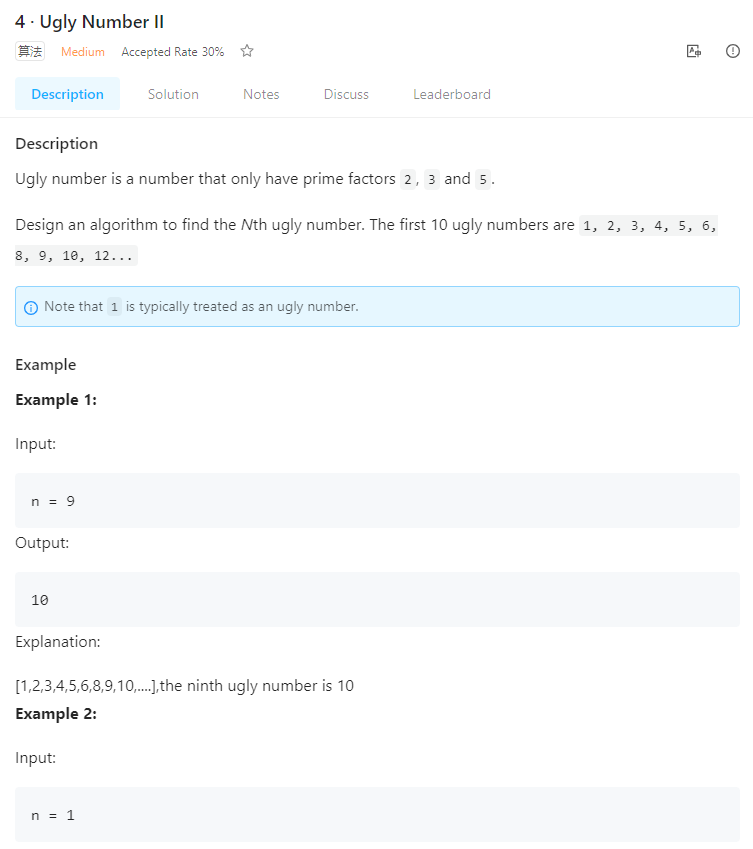 4 · Ugly Number II
算法 Medium Accepted Rate 30%
Description Solution Notes Discuss Leaderboard
Description
Ugly number is a number that only have prime factors 2, 3 and 5.
Design an algorithm to find the Nth ugly number. The first 10 ugly numbers are 1, 2, 3, 4, 5, 6,
8, 9, 10, 12...
Note that 1 is typically treated as an ugly number.
Example
Example 1:
Input:
n = 9
Output:
10
Explanation:
[1,2,3,4,5,6,8,9,10,....],the ninth ugly number is 10
Example 2:
Input:
n = 1